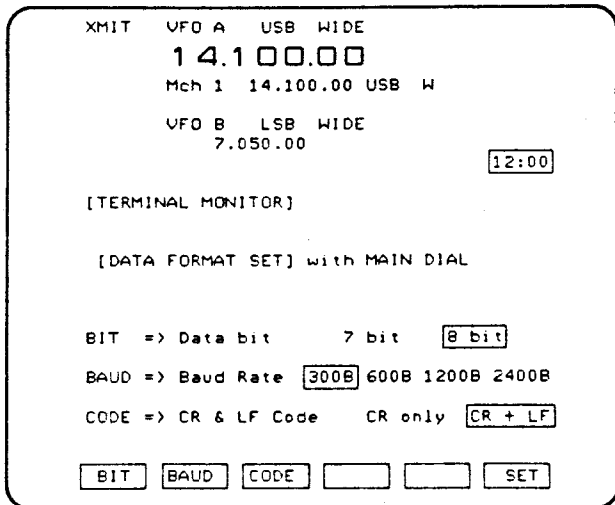 XMIT VFO A USB WIDE
14.100.00
Mch 1 14.100.00 USB W
VFO B LSB WIDE
7.050.00
12:00
[TERMINAL MONITOR]
[DATA FORMAT SET] with MAIN DIAL
BIT => Data bit 7 bit 8 bit
BAUD => Baud Rate 300B 600B 1200B 2400B
CODE => CR & LF Code CR only CR + LF
BIT BAUD CODE SET